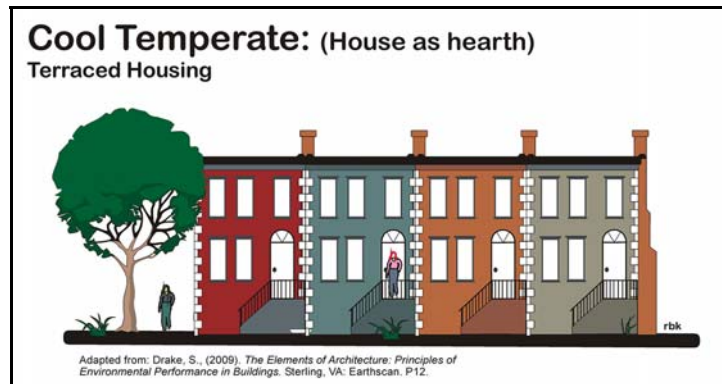 Cool Temperate: (House as hearth)
Terraced Housing
rbk
Adapted from: Drake, S., (2009). The Elements of Architecture: Principles of
Environmental Performance in Buildings. Sterling, VA: Earthscan. P12.